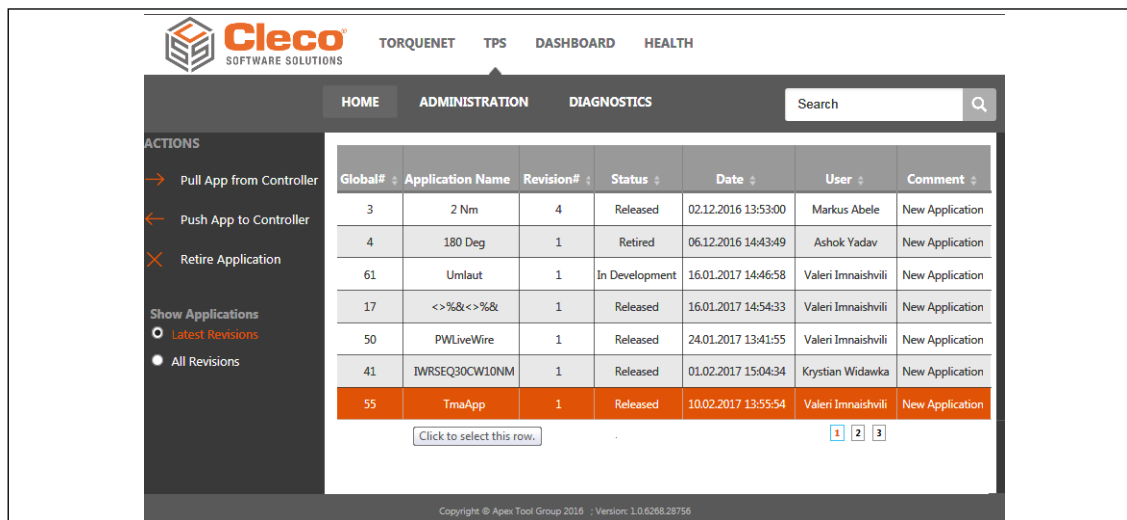 Cleco®
SOFTWARE SOLUTIONS
TORQUENET TPS DASHBOARD HEALTH
HOME ADMINISTRATION DIAGNOSTICS Search
ACTIONS
Pull App from Controller
Push App to Controller
Retire Application
Show Applications
Latest Revisions
All Revisions
Global# Application Name Revision# Status Date User Comment
3 2 Nm 4 Released 02.12.2016 13:53:00 Markus Abele New Application
4 180 Deg 1 Retired 06.12.2016 14:43:49 Ashok Yadav New Application
61 Umlaut 1 In Development 16.01.2017 14:46:58 Valeri Imnaishvili New Application
17 <>%&<>%& 1 Released 16.01.2017 14:54:33 Valeri Imnaishvili New Application
50 PWLiveWire 1 Released 24.01.2017 13:41:55 Valeri Imnaishvili New Application
41 IWRSEQ30CW10NM 1 Released 01.02.2017 15:04:34 Krystian Widawka New Application
55 TmaApp 1 Released 10.02.2017 13:55:54 Valeri Imnaishvili New Application
Click to select this row.
1 2 3
Copyright © Apex Tool Group 2016 ; Version: 1.0.6268.28756